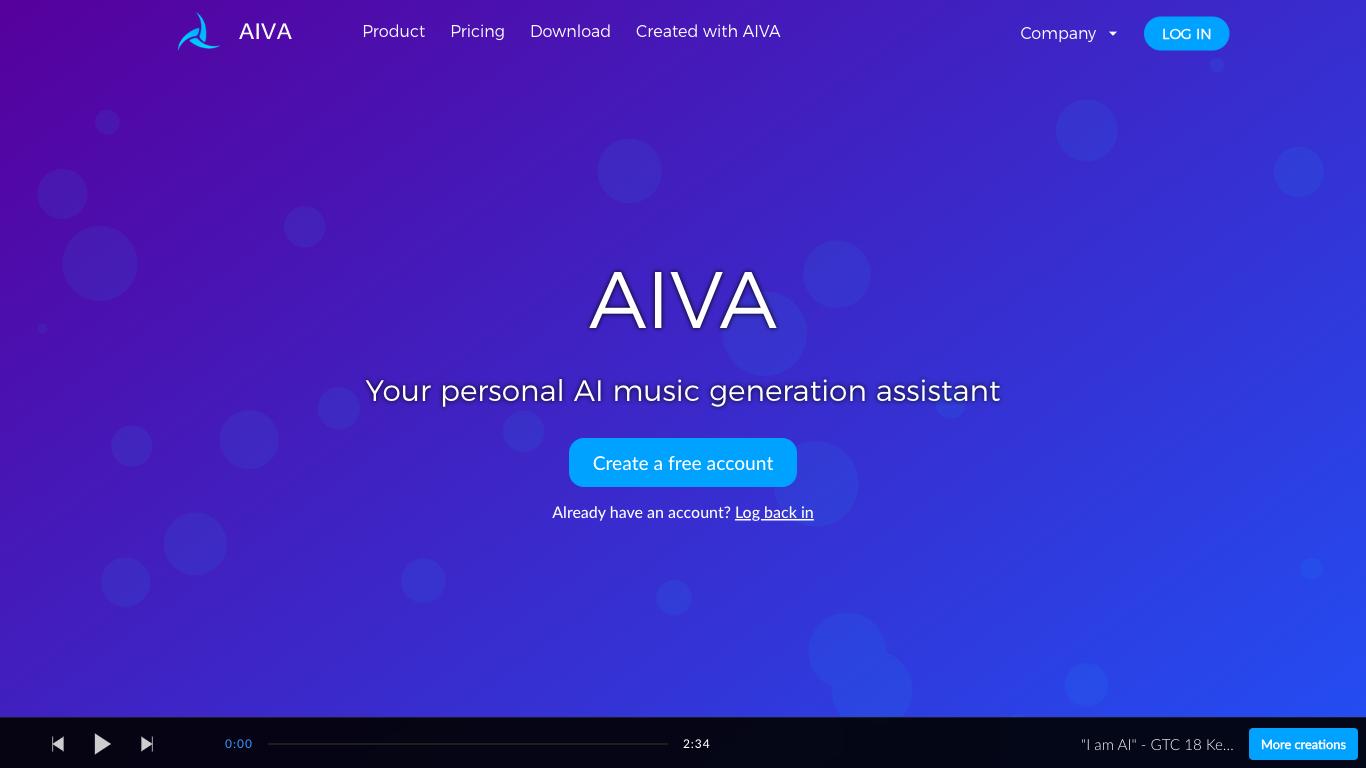 AIVA
Product Pricing Download Created with AIVA
Company
LOG IN
AIVA
Your personal AI music generation assistant
Create a free account
Already have an account? Log back in
0:00
2:34
"I am AI" - GTC 18 Ke...
More creations